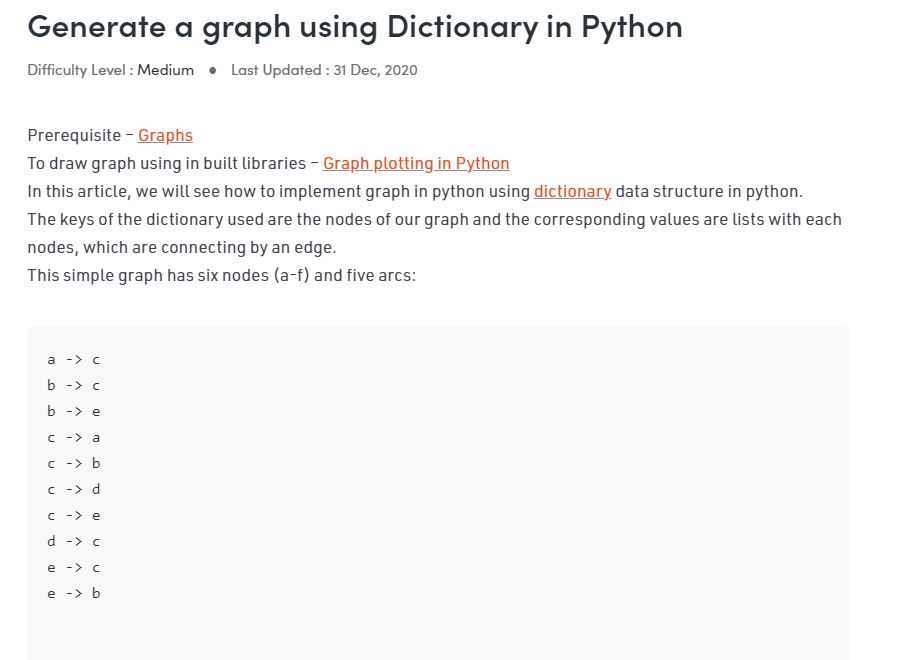 Generate a graph using Dictionary in Python
Difficulty Level : Medium ● Last Updated : 31 Dec, 2020
Prerequisite – Graphs
To draw graph using in built libraries – Graph plotting in Python
In this article, we will see how to implement graph in python using dictionary data structure in python.
The keys of the dictionary used are the nodes of our graph and the corresponding values are lists with each
nodes, which are connecting by an edge.
This simple graph has six nodes (a-f) and five arcs:
a -> c
b -> c
b -> e
c -> a
c -> b
c -> d
c -> e
d -> c
e -> c
e -> b